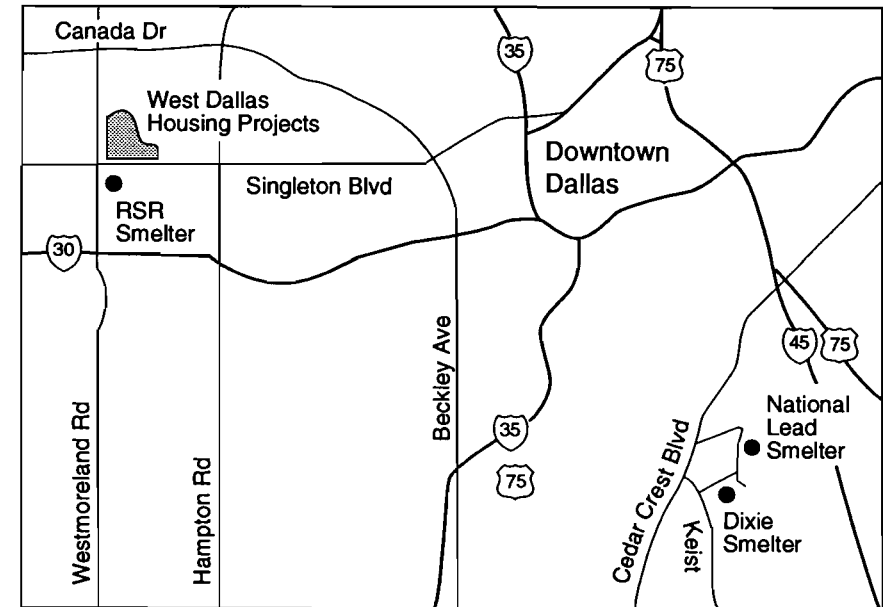 Canada Dr
35
75
West Dallas
Housing Projects
Downtown
Dallas
Singleton Blvd
RSR
Smelter
30
45
75
Beckley Ave
National
Lead
Smelter
35
75
Westmoreland Rd
Hampton Rd
Cedar Crest Blvd
Keist
Dixie
Smelter